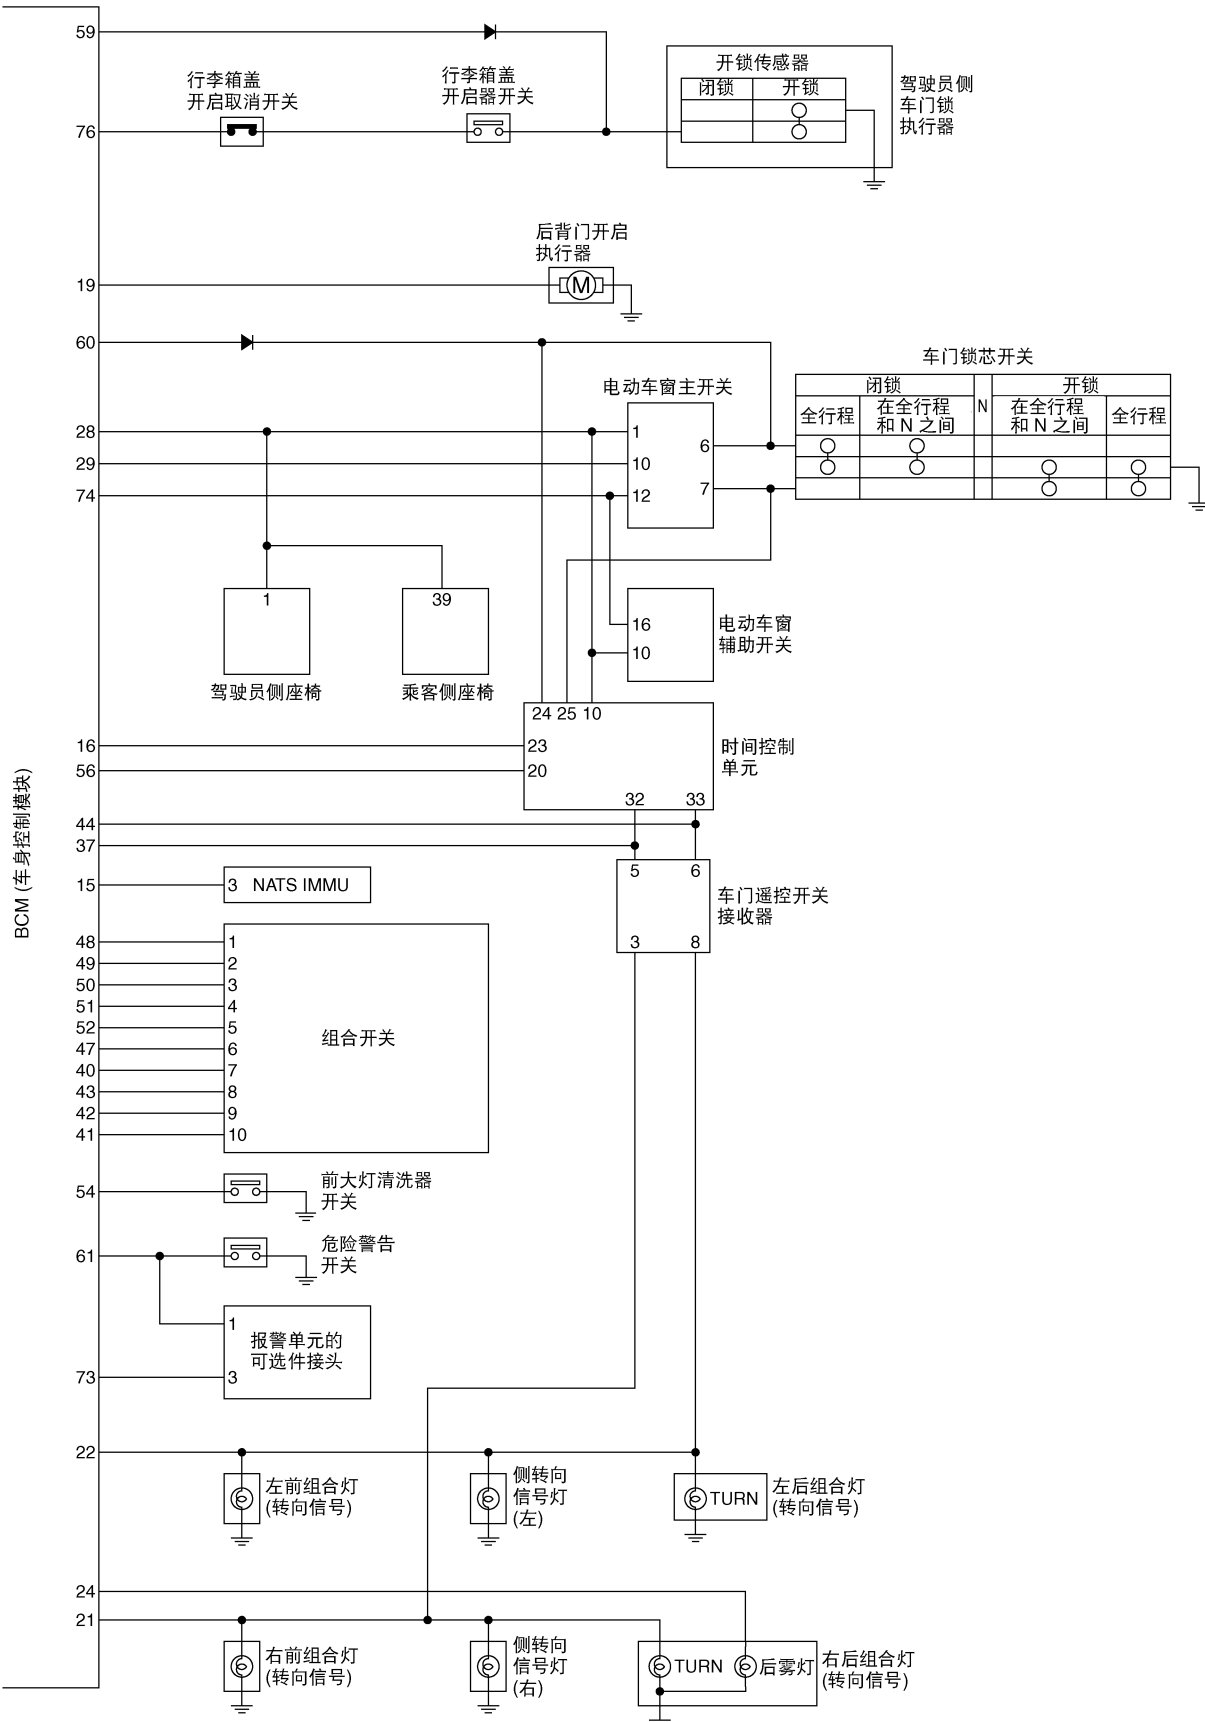 59
行李箱盖
开启取消开关
行李箱盖
开启器开关
开锁传感器
闭锁 开锁
驾驶员侧
车门锁
执行器
76
后背门开启
执行器
19
M
60
车门锁芯开关
闭锁 N 开锁
全行程 在全行程
和 N 之间 在全行程
和 N 之间 全行程
电动车窗主开关
28
1
6
29
10
74
12
7
1
39
驾驶员侧座椅
乘客侧座椅
16
10
电动车窗
辅助开关
24 25 10
16
23
56
20
时间控制
单元
32 33
BCM (车身控制模块)
44
37
5 6
车门遥控开关
接收器
3 8
15
3 NATS IMMU
48 1
49 2
50 3
51 4
52 5
47 6
40 7
43 8
42 9
41 10
组合开关
54
前大灯清洗器
开关
61
危险警告
开关
1
报警单元的
可选件接头
73
3
22
左前组合灯
(转向信号)
侧转向
信号灯
(左)
TURN
左后组合灯
(转向信号)
24
21
右前组合灯
(转向信号)
侧转向
信号灯
(右)
TURN
后雾灯
右后组合灯
(转向信号)